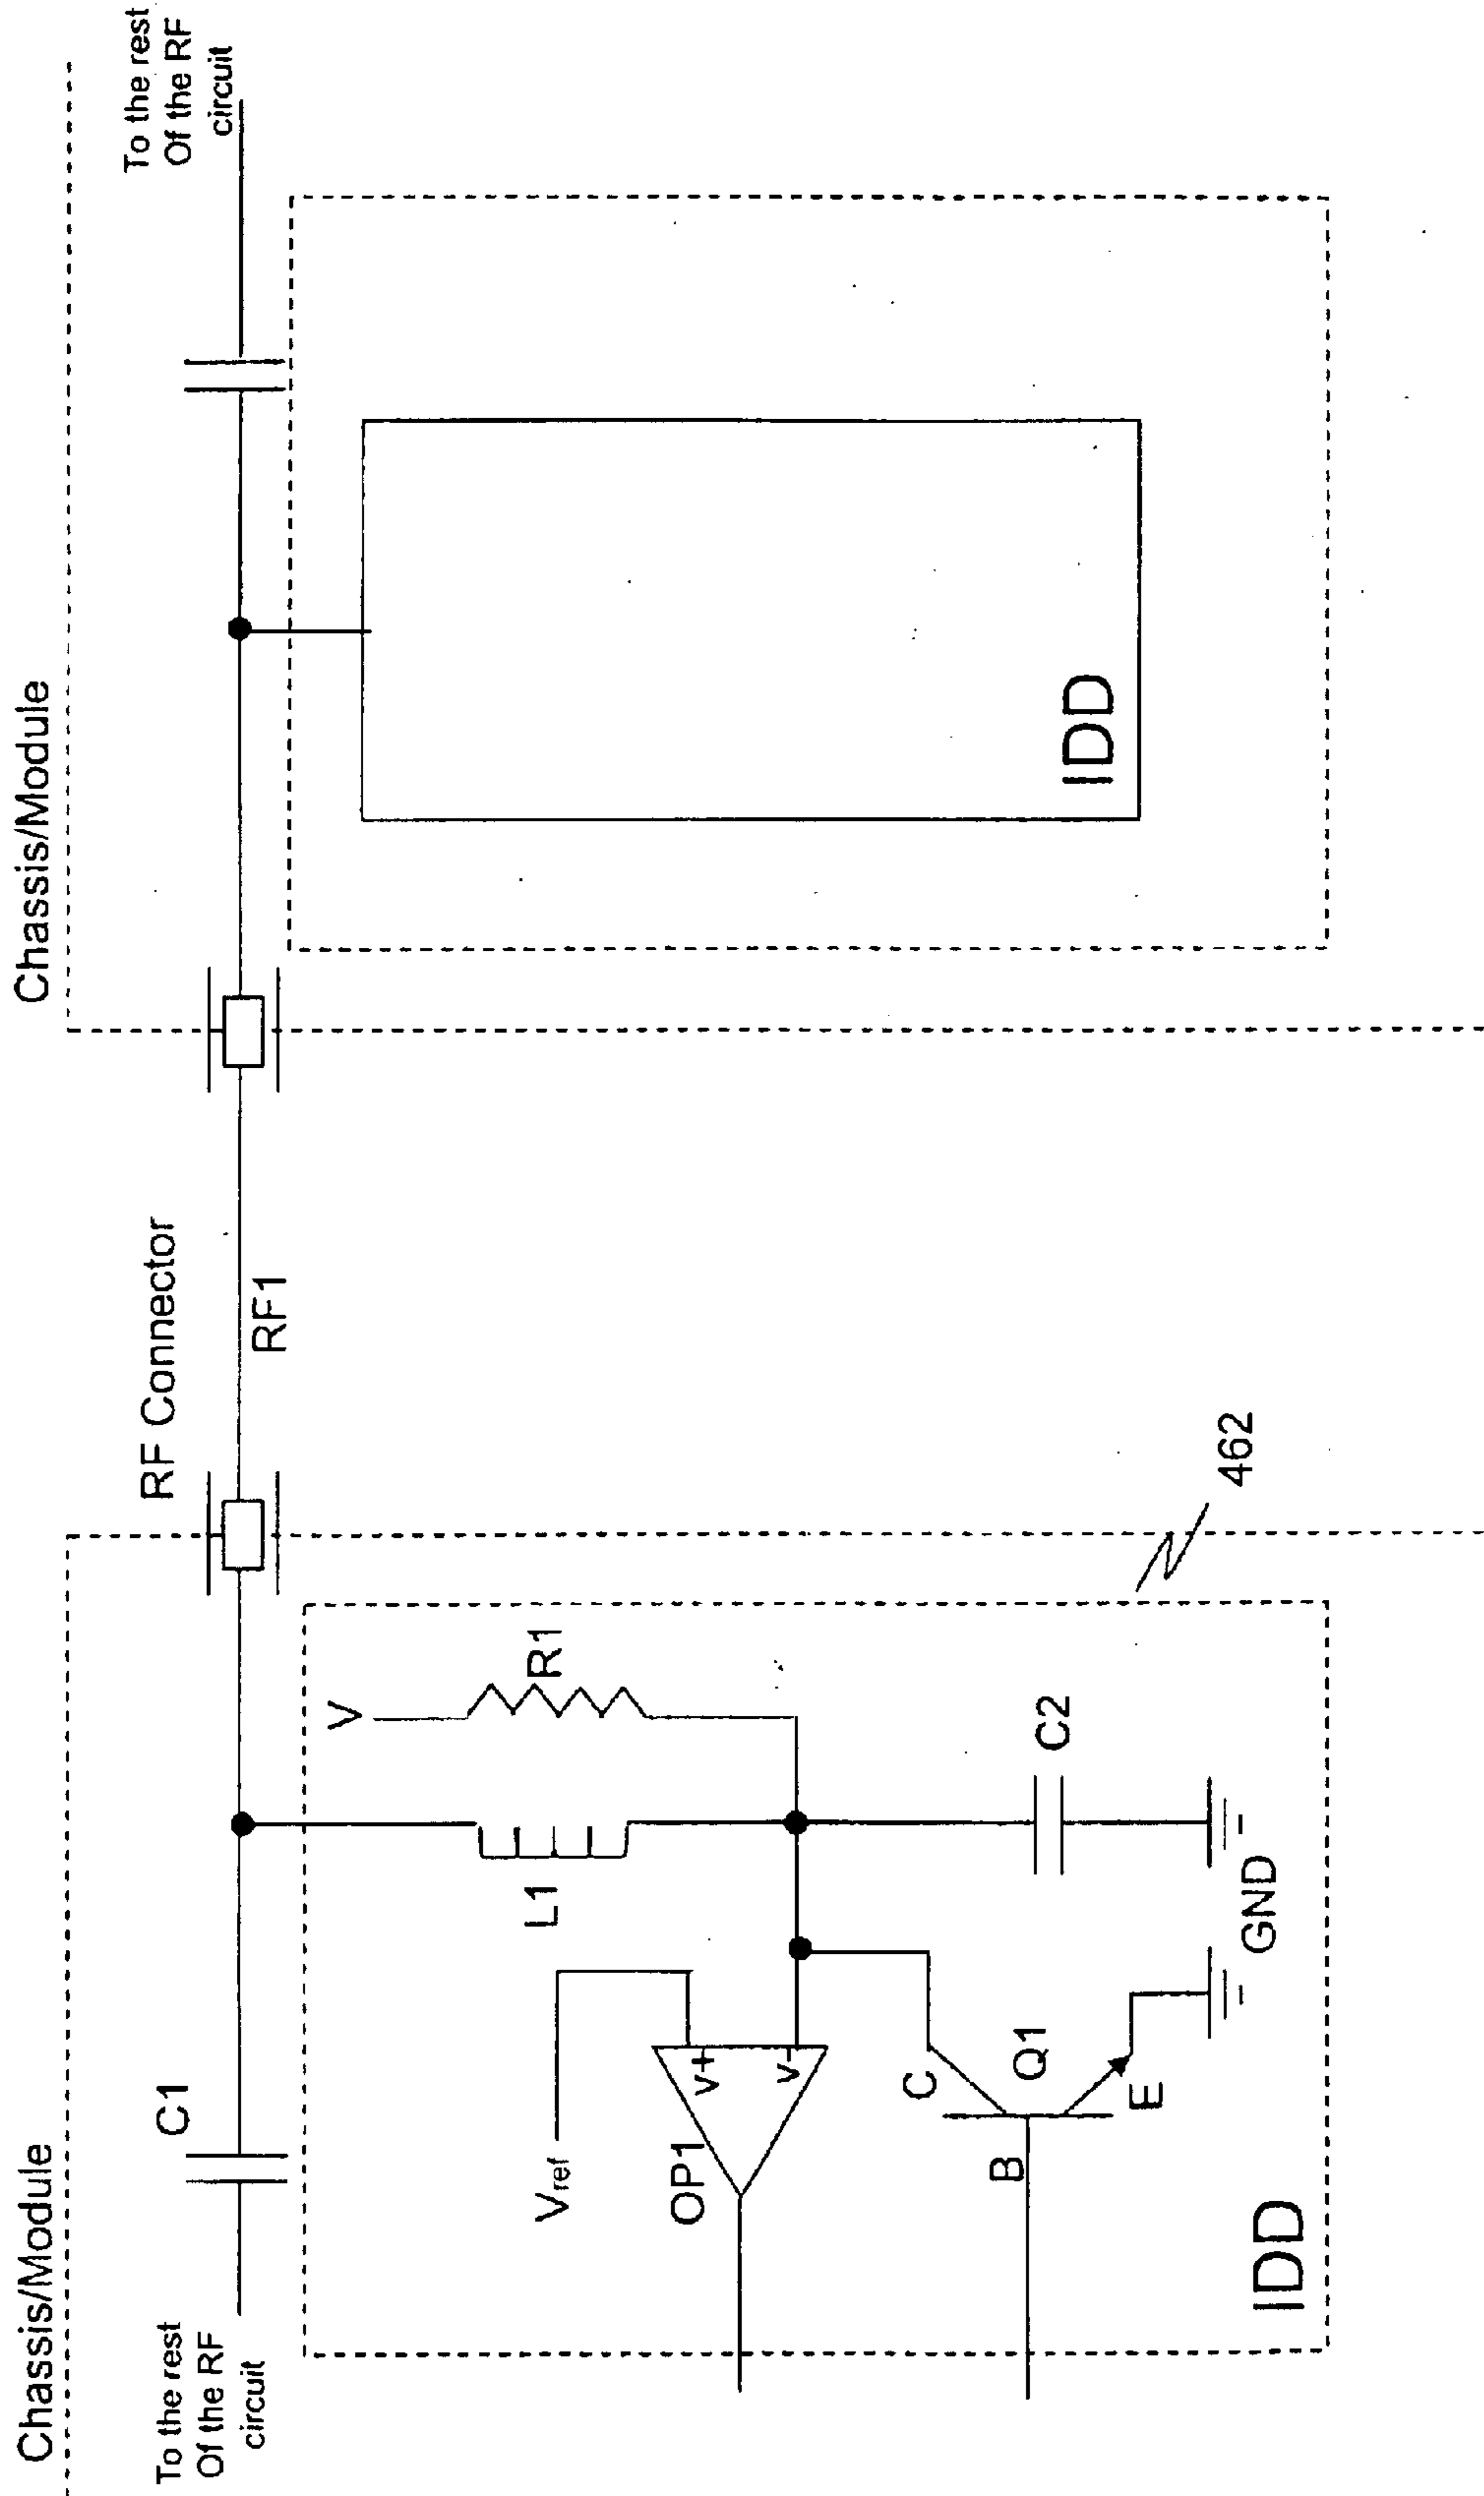 Chassis/Module
Chassis/Module
To the rest
Of the RF
circuit
C1
RF Connector
RF1
To the rest
Of the RF
circuit
V
R1
L1
Vref
OP1
V+
V-
C
Q1
B
E
C2
GND
IDD
462
IDD